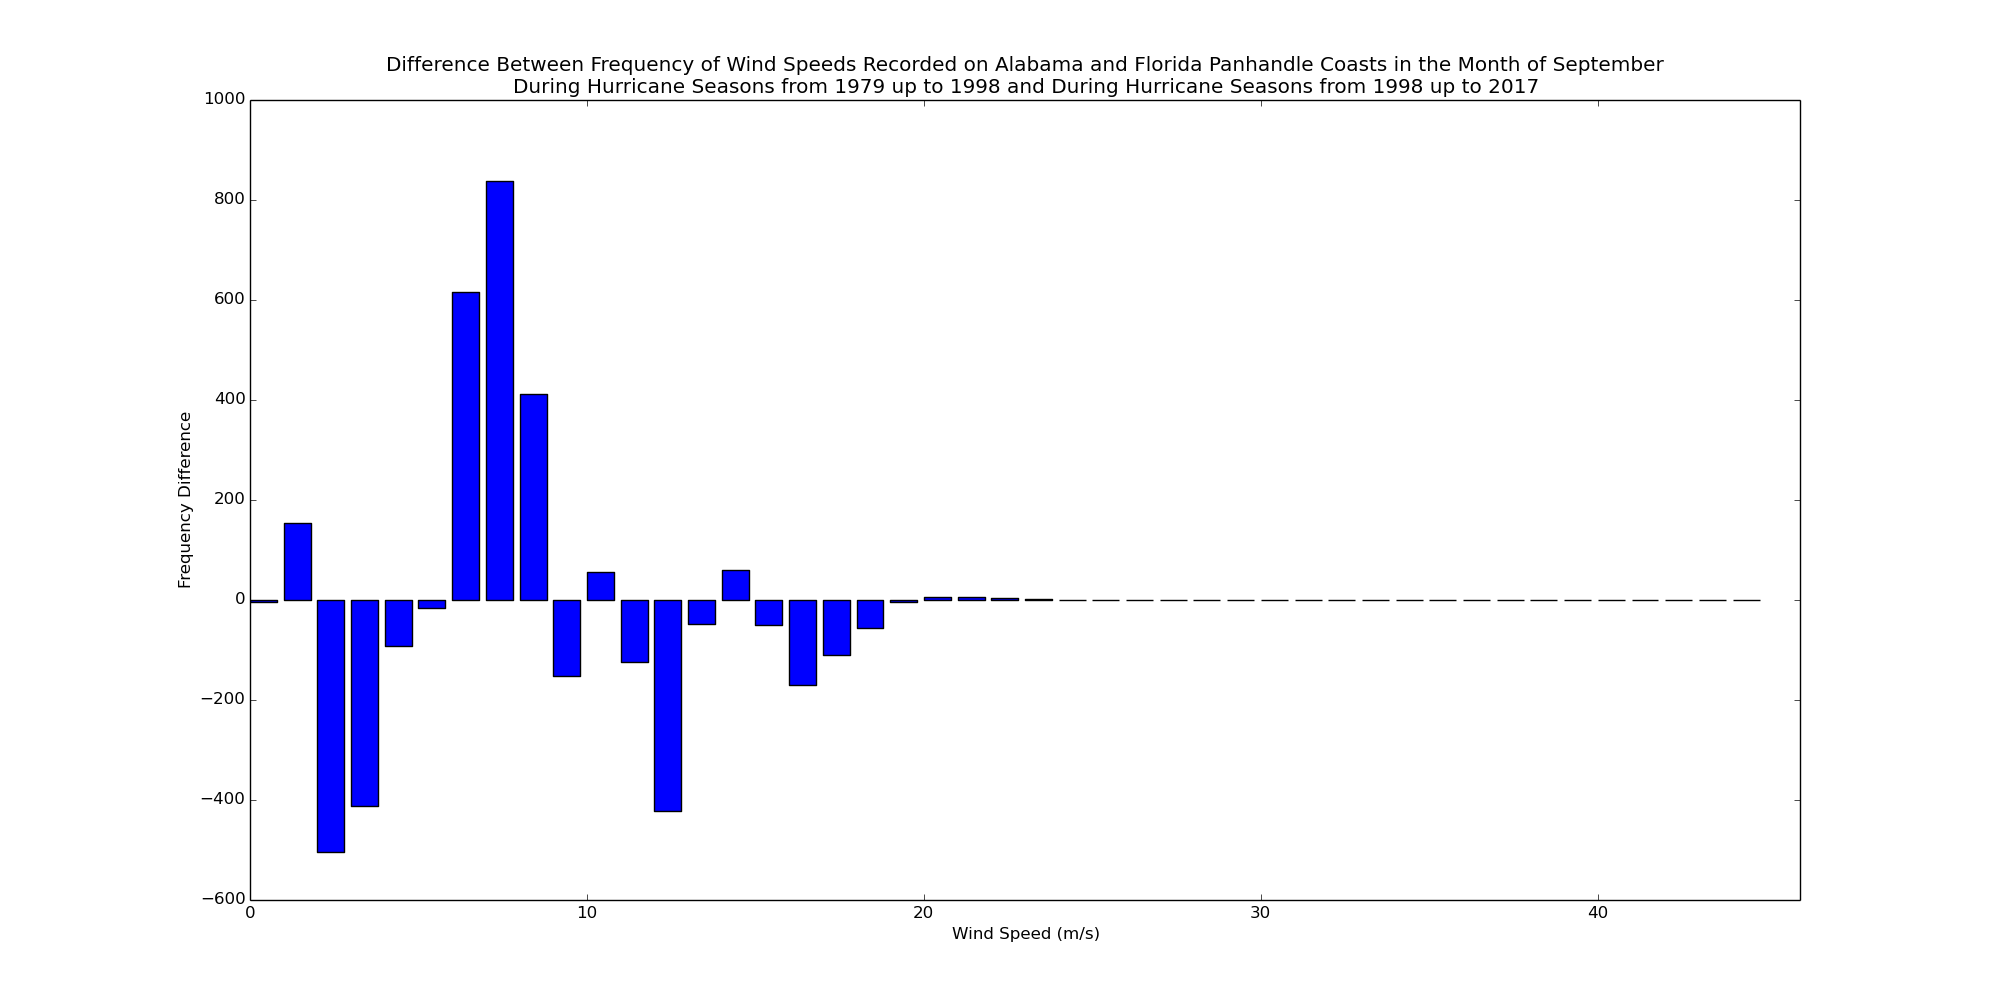 Difference Between Frequency of Wind Speeds Recorded on Alabama and Florida Panhandle Coasts in the Month of September
During Hurricane Seasons from 1979 up to 1998 and During Hurricane Seasons from 1998 up to 2017
1000
800
600
400
200
0
−200
−400
−600
Frequency Difference
0 10 20 30 40
Wind Speed (m/s)